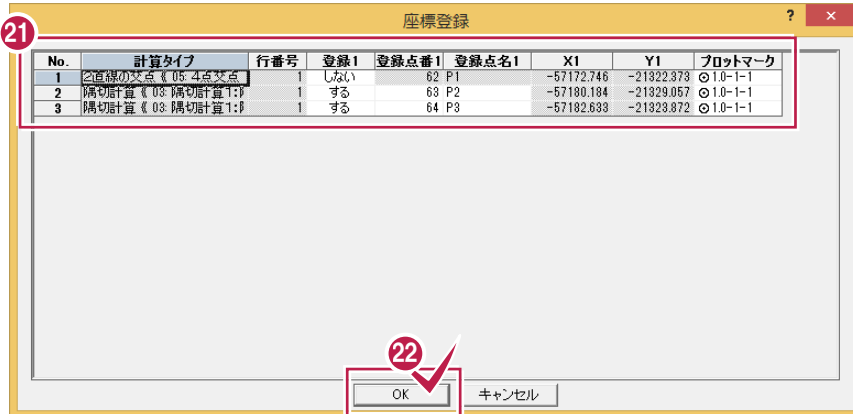 座標登録
? ×
21
No. 計算タイプ 行番号 登録1 登録点番1 登録点名1 X1 Y1 プロットマーク
1 2直線の交点《 05: 4点交点 1 しない 62 P1 -57172.746 -21322.373 ⊙1.0-1-1
2 隅切計算《 03: 隅切計算1: 1 する 63 P2 -57180.184 -21329.057 ⊙1.0-1-1
3 隅切計算《 03: 隅切計算1: 1 する 64 P3 -57182.633 -21323.872 ⊙1.0-1-1
22
OK キャンセル